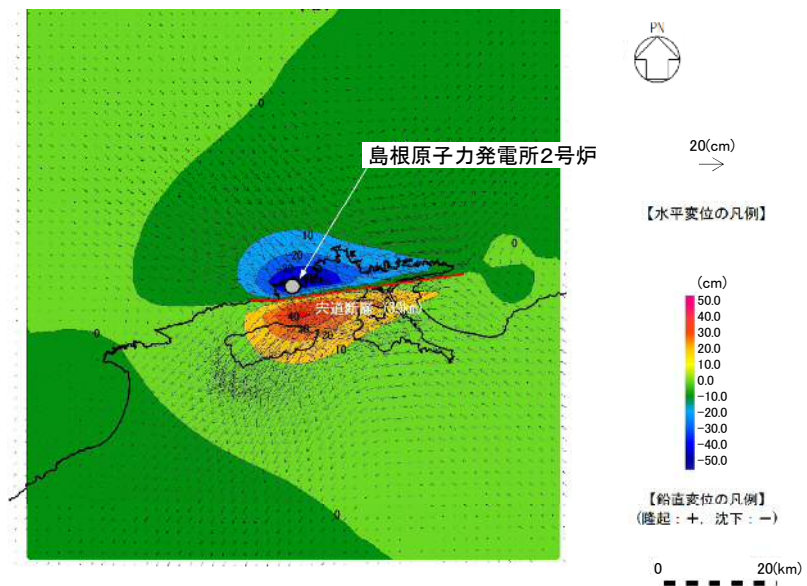 PN
島根原子力発電所2号炉
20(cm)
【水平変位の凡例】
0
10
20
0
宍道断層 (39km)
40
20
10
0
0
(cm)
50.0
40.0
30.0
20.0
10.0
0.0
-10.0
-20.0
-30.0
-40.0
-50.0
【鉛直変位の凡例】
(隆起:+, 沈下:-)
0 20(km)